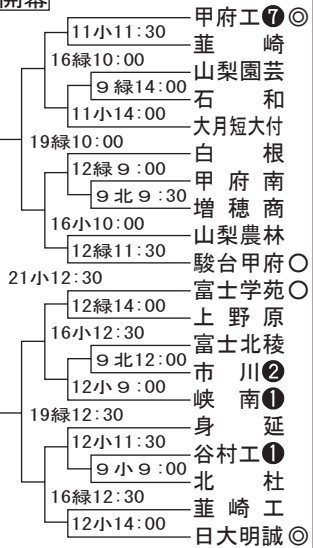 開幕
甲府工❼◎
11小11:30
韮崎
16緑10:00
山梨園芸
9緑14:00
石和
11小14:00
大月短大付
19緑10:00
白根
12緑9:00
甲府南
9北9:30
増穂商
16小10:00
山梨農林
12緑11:30
駿台甲府○
21小12:30
富士学苑○
12緑14:00
上野原
16小12:30
富士北稜
9北12:00
市川❷
12小9:00
峡南❶
19緑12:30
身延
12小11:30
谷村工❶
9小9:00
北杜
16緑12:30
韮崎工
12小14:00
日大明誠◎